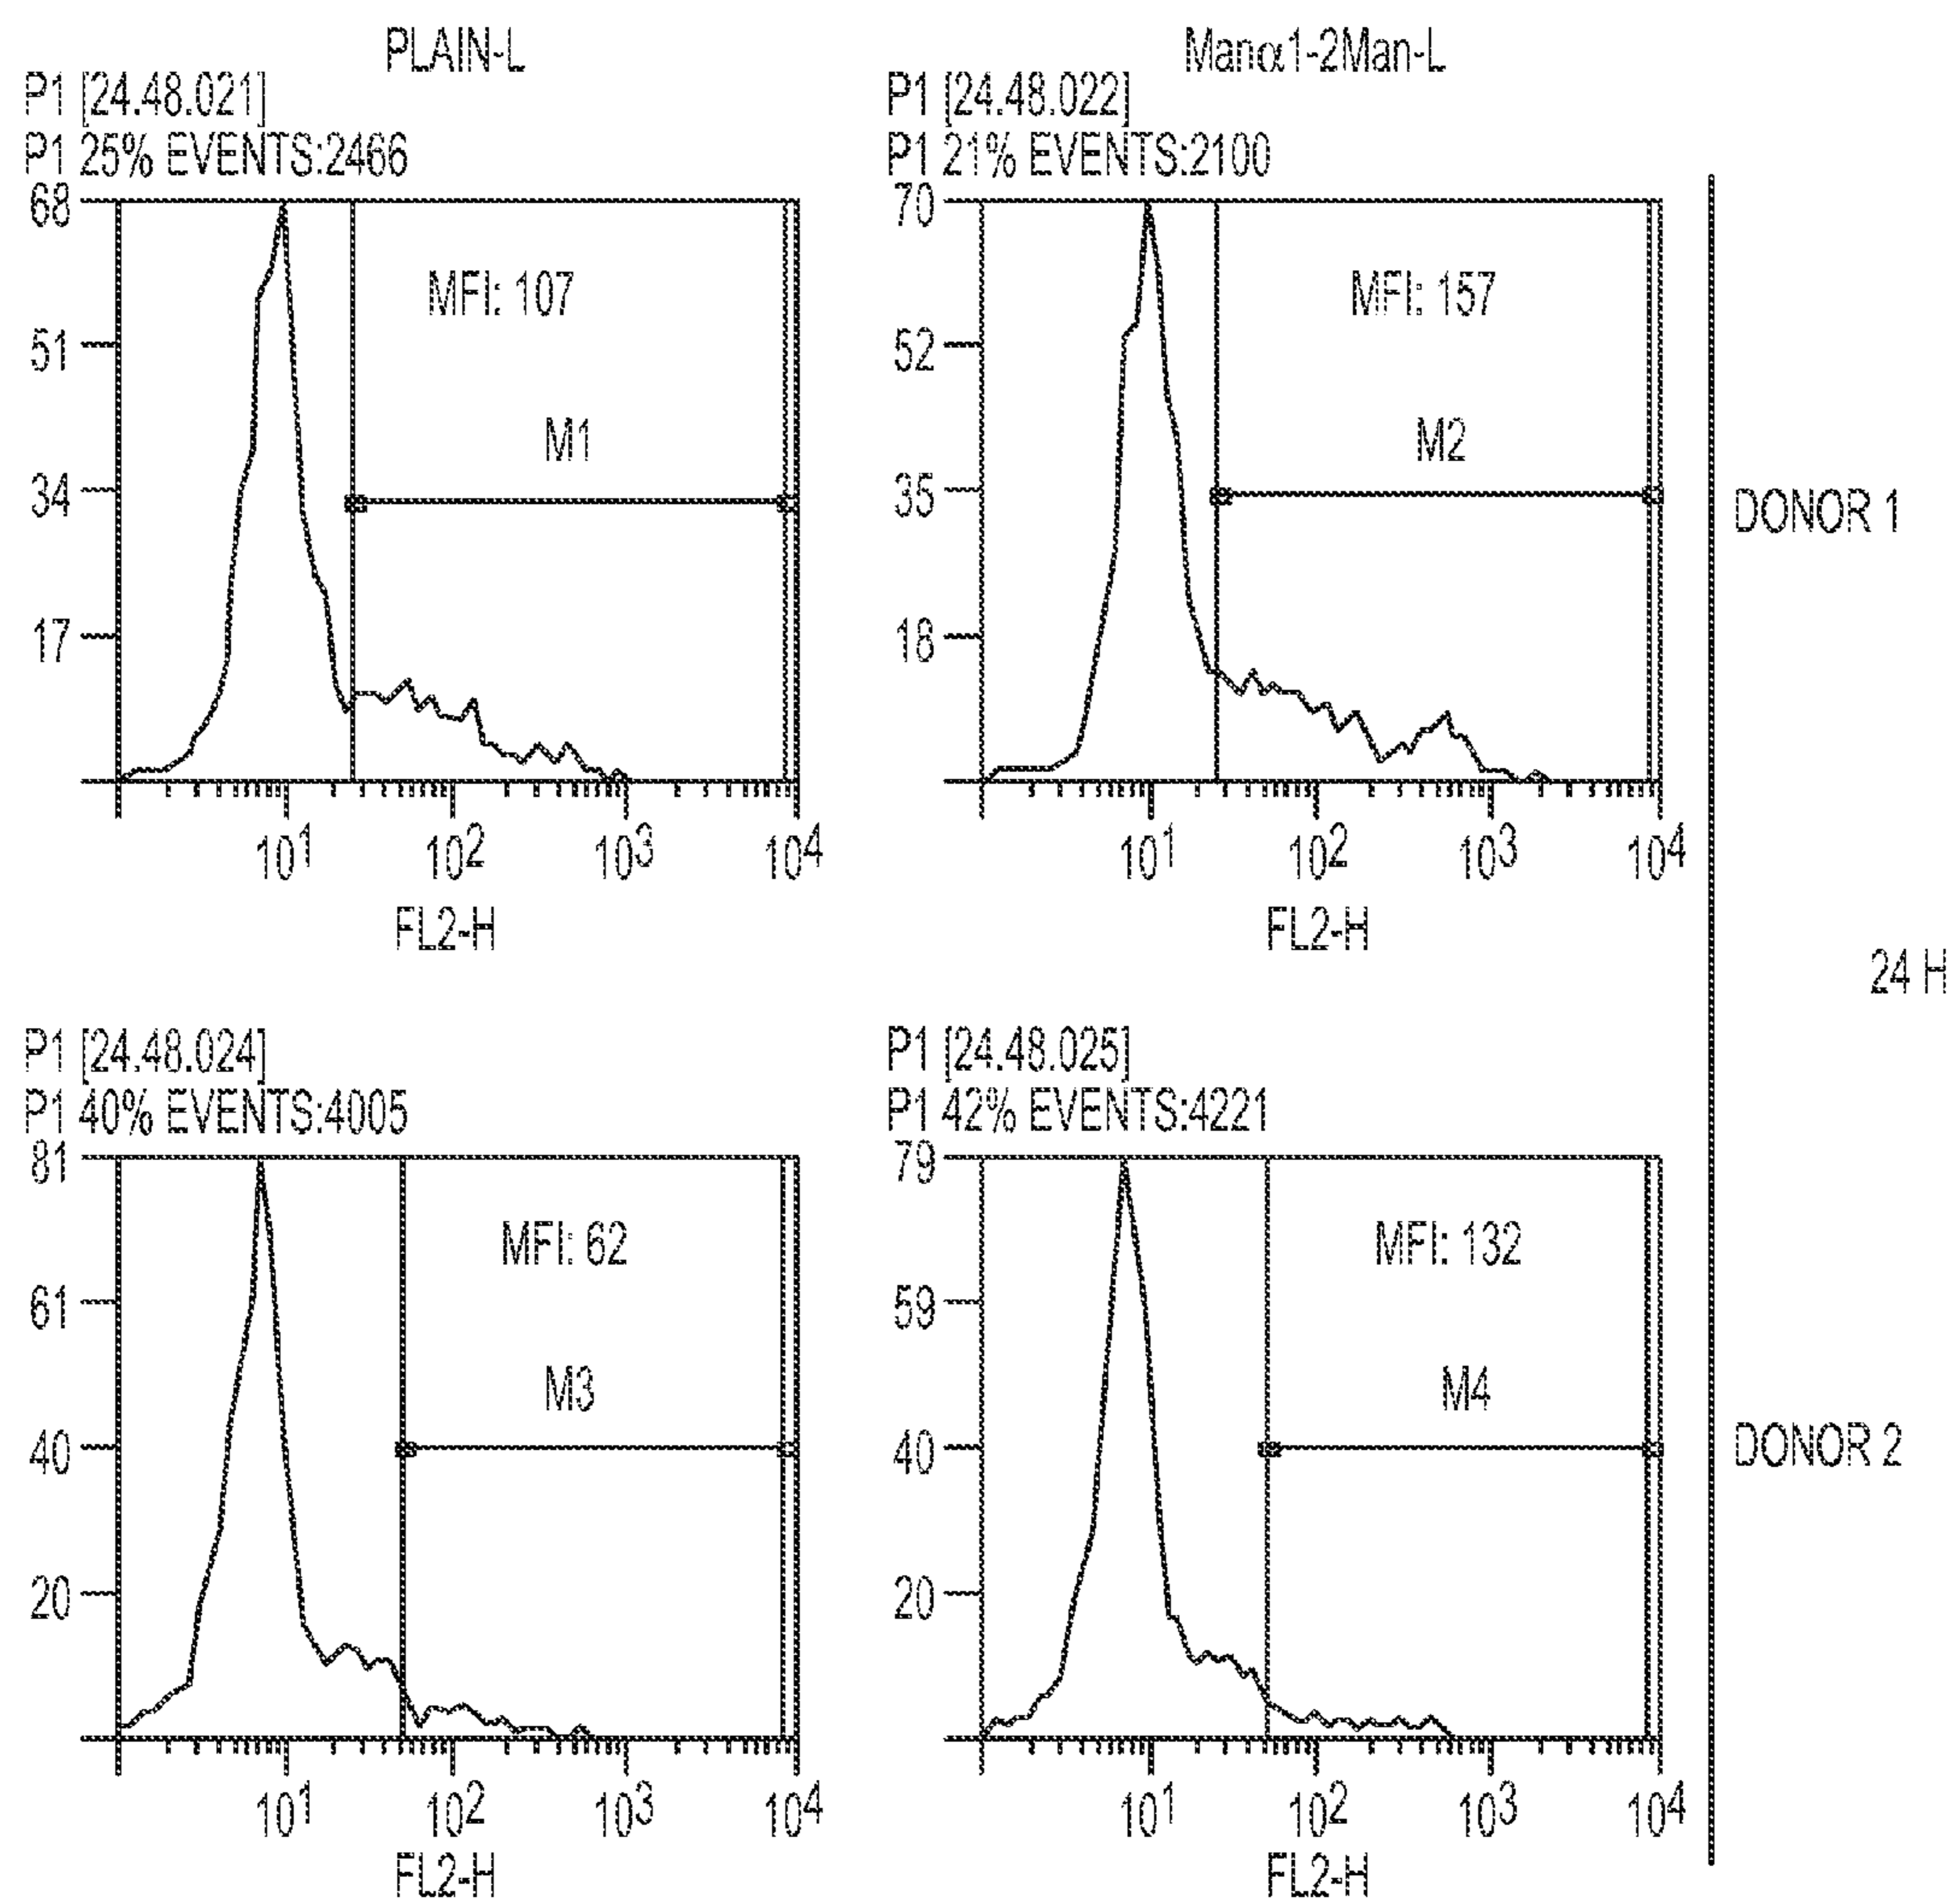 PLAIN-L
P1 [24.48.021]
P1 25% EVENTS:2466
68
51
34
17
MFI: 107
M1
10¹ 10² 10³ 10⁴
FL2-H
Manα1-2Man-L
P1 [24.48.022]
P1 21% EVENTS:2100
70
52
35
18
MFI: 157
M2
10¹ 10² 10³ 10⁴
FL2-H
DONOR 1
24 H
P1 [24.48.024]
P1 40% EVENTS:4005
81
61
40
20
MFI: 62
M3
10¹ 10² 10³ 10⁴
FL2-H
P1 [24.48.025]
P1 42% EVENTS:4221
79
59
40
20
MFI: 132
M4
10¹ 10² 10³ 10⁴
FL2-H
DONOR 2